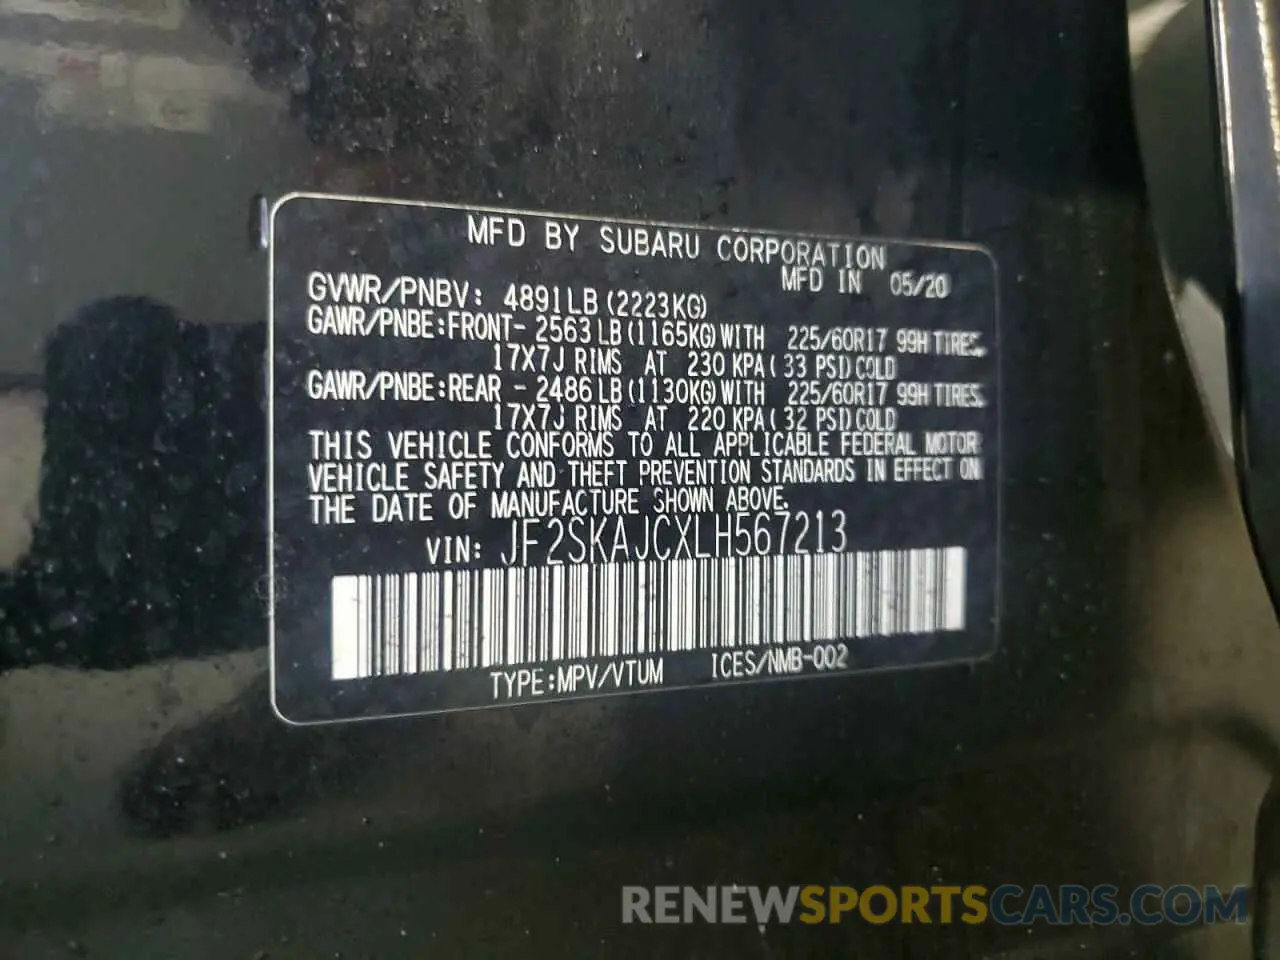 MFD BY SUBARU CORPORATION
MFD IN 05/20
GVWR/PNBV: 4891LB (2223KG)
GAWR/PNBE:FRONT- 2563 LB (1165KG) WITH 225/60R17 99H TIRES,
17X7J RIMS AT 230 KPA ( 33 PSI) COLD
GAWR/PNBE:REAR - 2486 LB (1130KG) WITH 225/60R17 99H TIRES,
17X7J RIMS AT 220 KPA ( 32 PSI) COLD
THIS VEHICLE CONFORMS TO ALL APPLICABLE FEDERAL MOTOR
VEHICLE SAFETY AND THEFT PREVENTION STANDARDS IN EFFECT ON
THE DATE OF MANUFACTURE SHOWN ABOVE.
VIN: JF2SKAJCXLH567213
TYPE:MPV/VTUM ICES/NMB-002
RENEWSPORTSCARS.COM